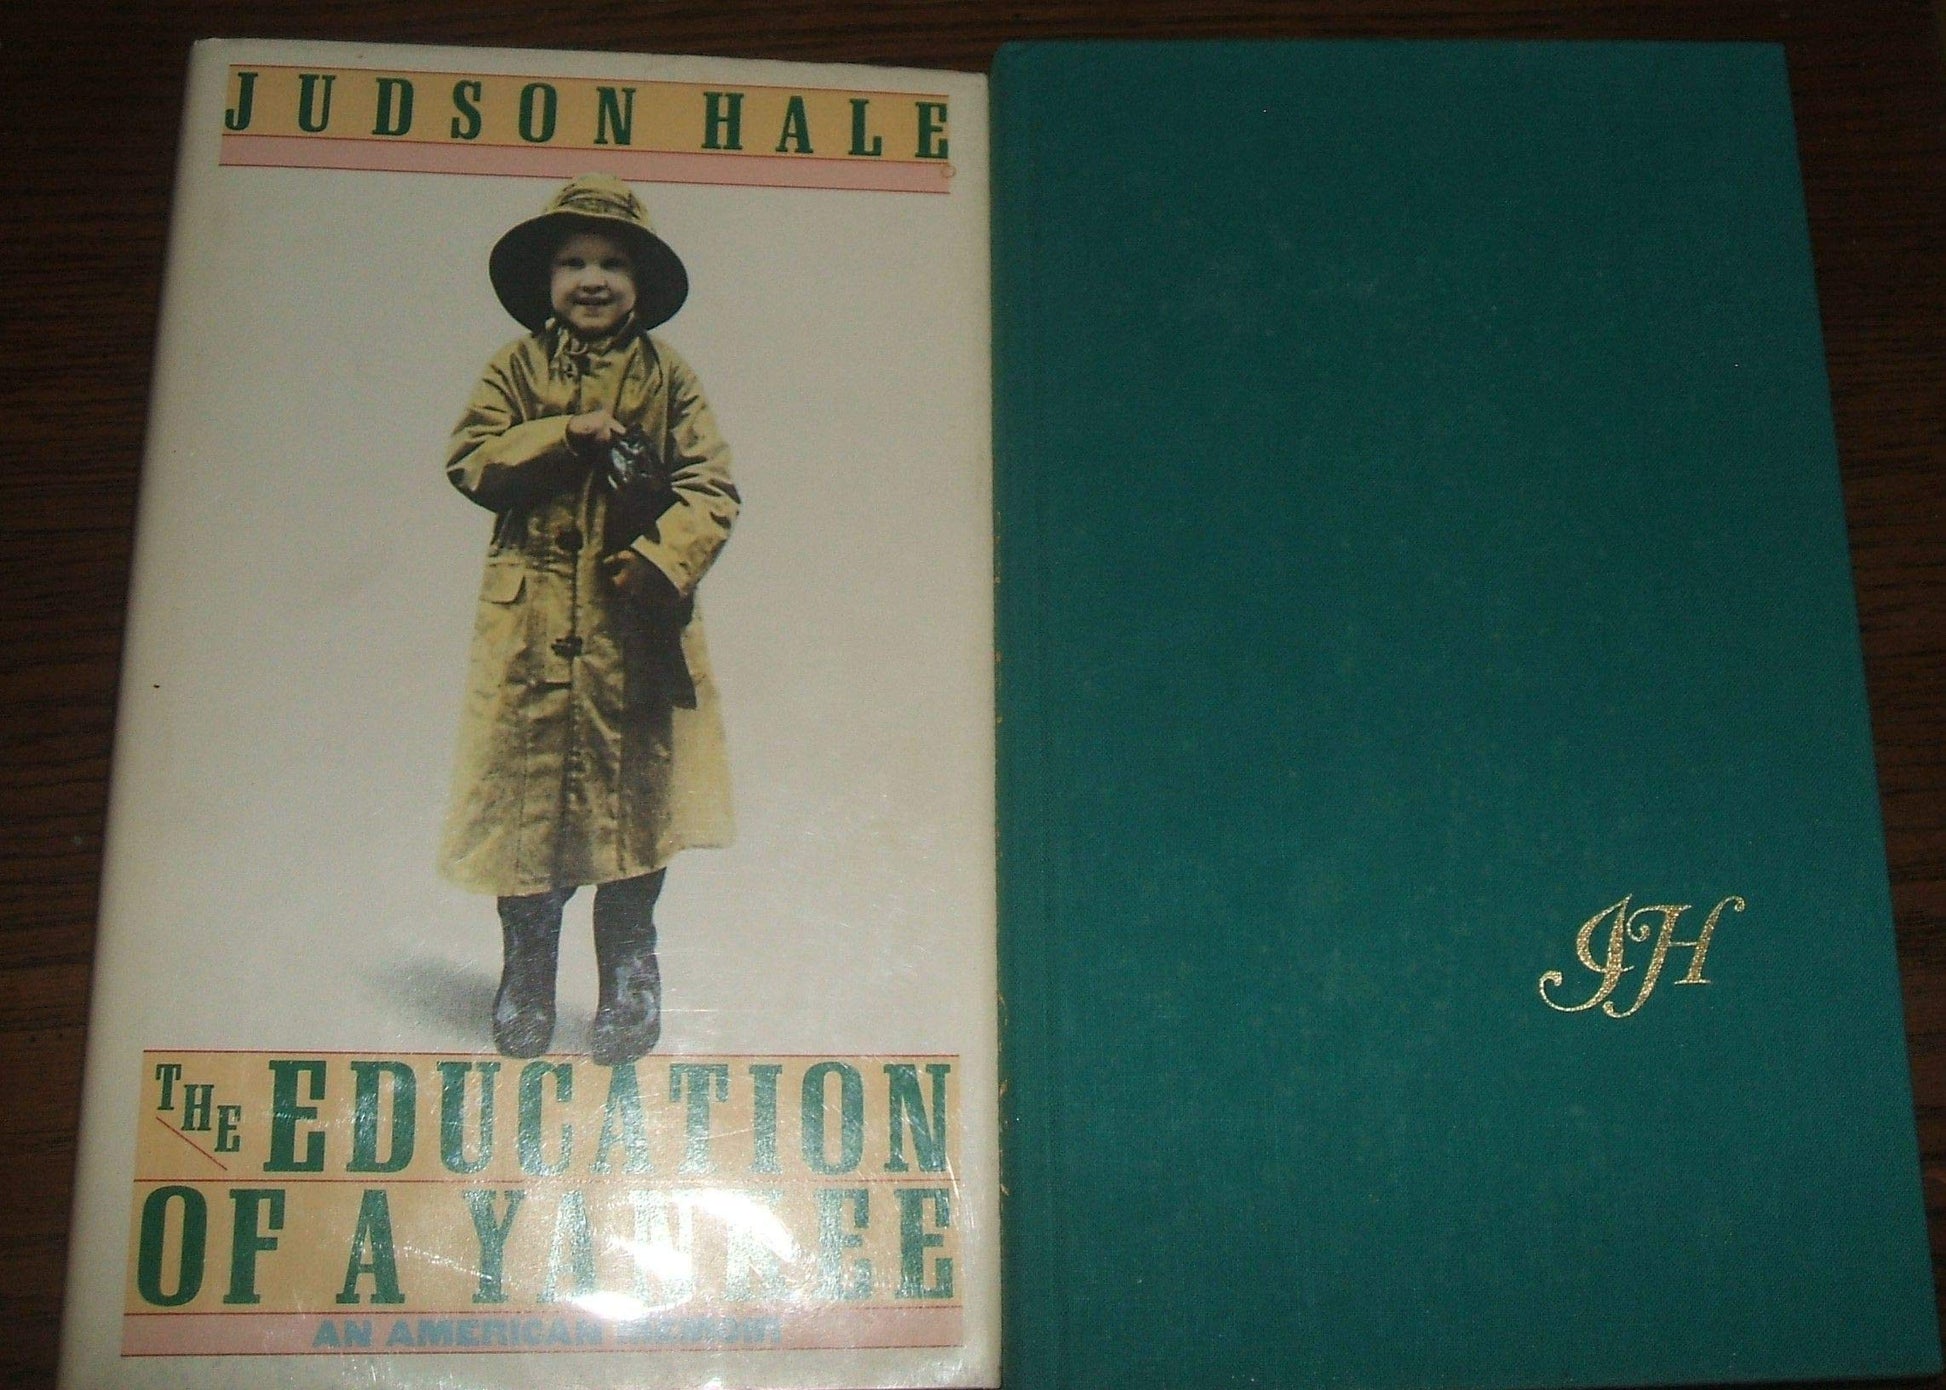 JUDSON HALE
THE EDUCATION
OF A YANKEE
AN AMERICAN MEMOIR
JH